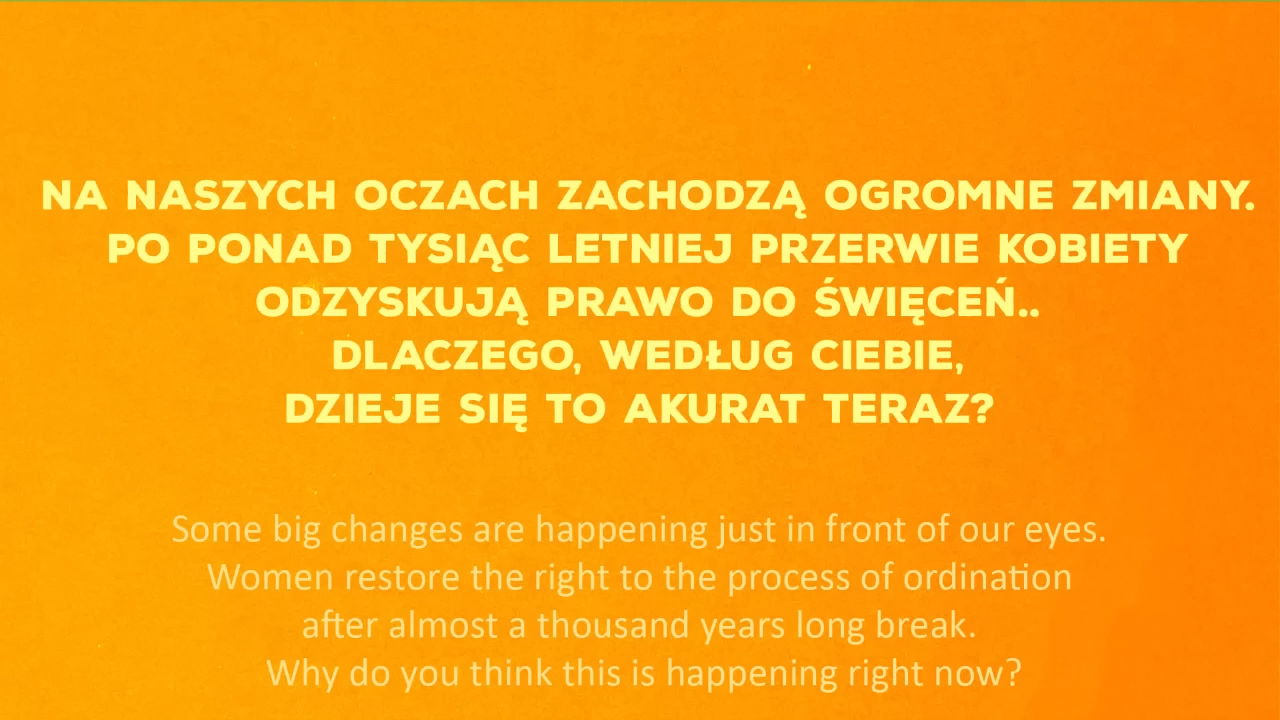 NA NASZYCH OCZACH ZACHODZĄ OGROMNE ZMIANY.
PO PONAD TYSIĄC LETNIEJ PRZERWIE KOBIETY
ODZYSKUJĄ PRAWO DO ŚWIĘCEŃ..
DLACZEGO, WEDŁUG CIEBIE,
DZIEJE SIĘ TO AKURAT TERAZ?
Some big changes are happening just in front of our eyes.
Women restore the right to the process of ordination
after almost a thousand years long break.
Why do you think this is happening right now?